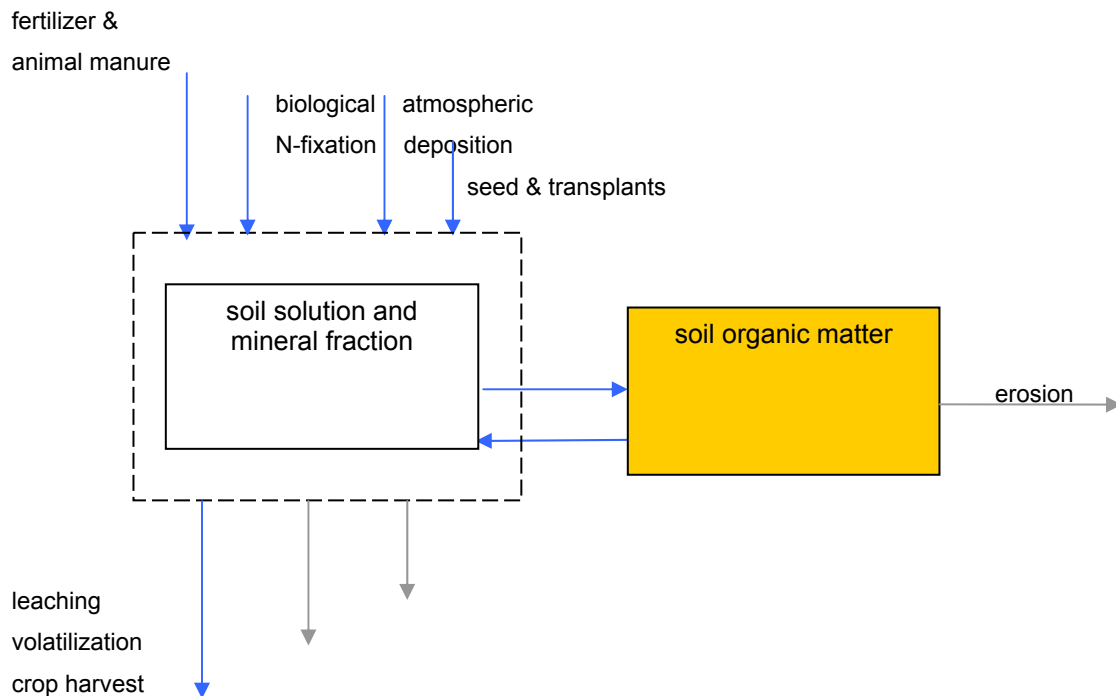 fertilizer &
animal manure
biological
N-fixation
atmospheric
deposition
seed & transplants
soil solution and
mineral fraction
soil organic matter
erosion
leaching
volatilization
crop harvest